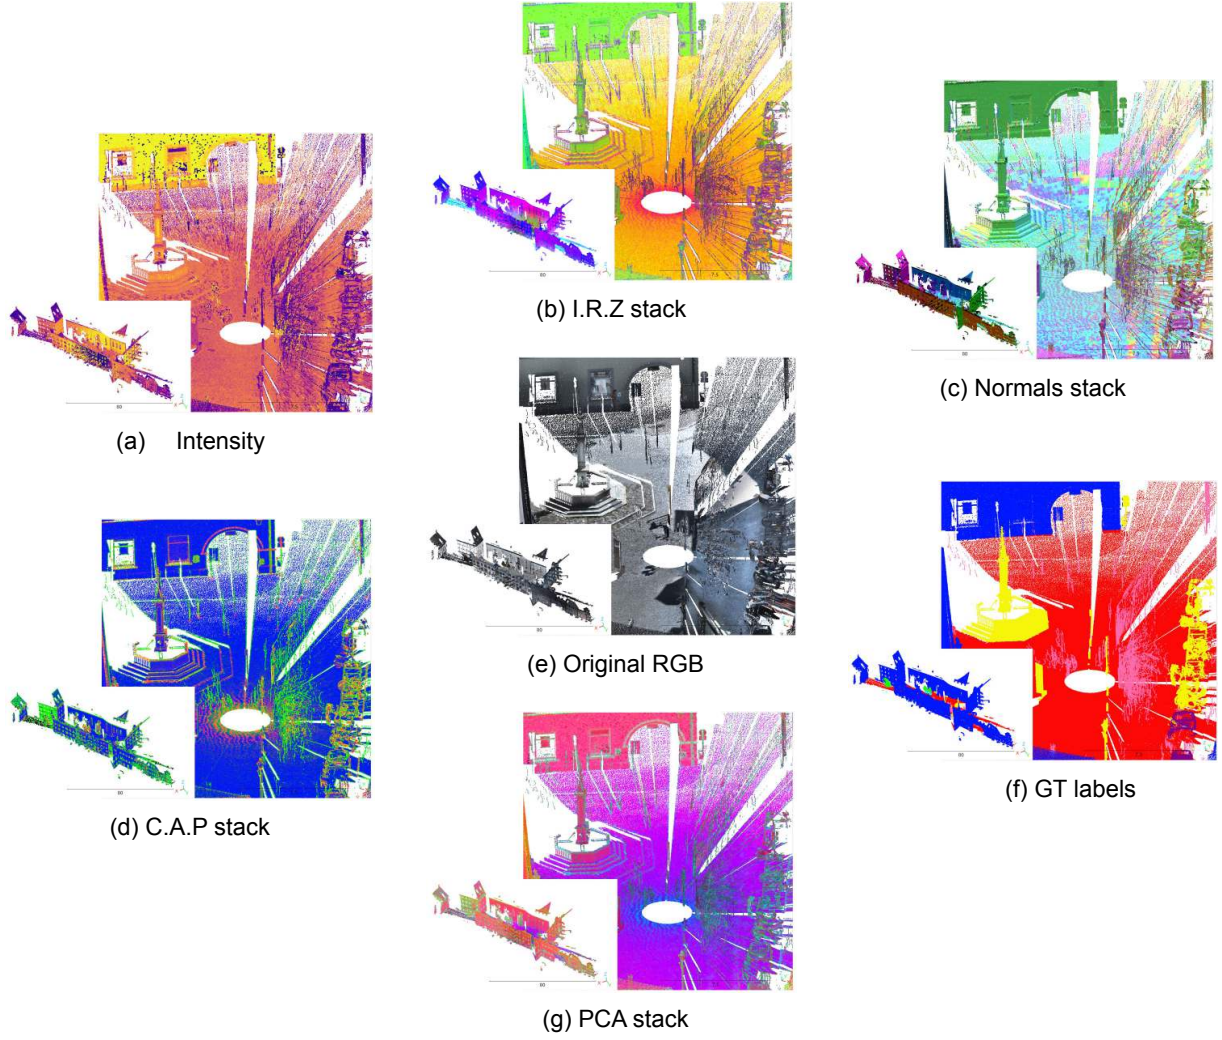 (b) I.R.Z stack
(c) Normals stack
(a) Intensity
(e) Original RGB
(f) GT labels
(d) C.A.P stack
(g) PCA stack